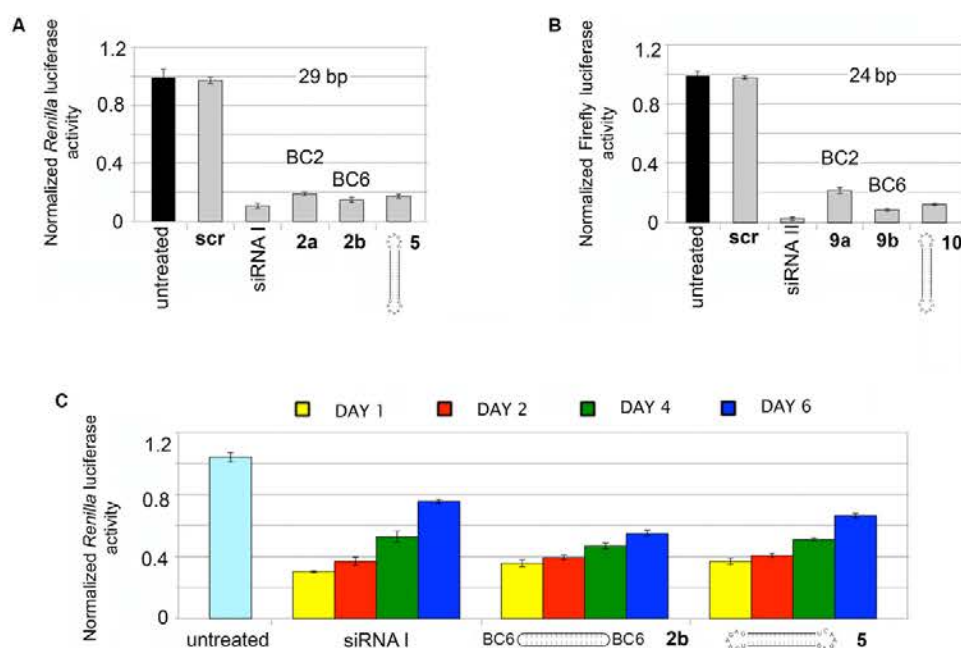 A
Normalized Renilla luciferase
activity
1.2
0.8
0.4
0
29 bp
BC2
BC6
untreated
scr
siRNA I
2a
2b
5
B
Normalized Firefly luciferase
activity
1.2
0.8
0.4
0
24 bp
BC2
BC6
untreated
scr
siRNA II
9a
9b
10
C
DAY 1
DAY 2
DAY 4
DAY 6
Normalized Renilla luciferase
activity
1.2
0.8
0.4
0
untreated
siRNA I
BC6
BC6
2b
5